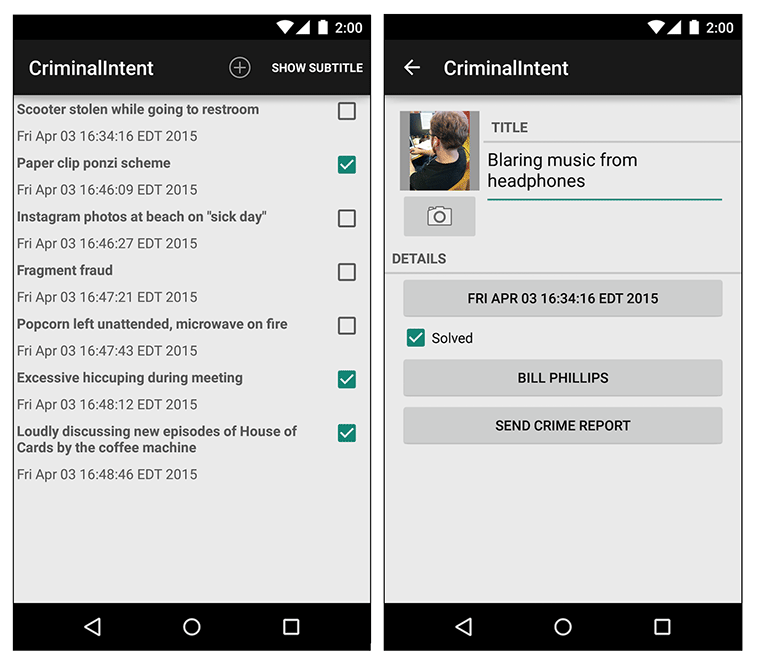 2:00
CriminalIntent
SHOW SUBTITLE
Scooter stolen while going to restroom
Fri Apr 03 16:34:16 EDT 2015
Paper clip ponzi scheme
Fri Apr 03 16:46:09 EDT 2015
Instagram photos at beach on "sick day"
Fri Apr 03 16:46:27 EDT 2015
Fragment fraud
Fri Apr 03 16:47:21 EDT 2015
Popcorn left unattended, microwave on fire
Fri Apr 03 16:47:43 EDT 2015
Excessive hiccuping during meeting
Fri Apr 03 16:48:12 EDT 2015
Loudly discussing new episodes of House of
Cards by the coffee machine
Fri Apr 03 16:48:46 EDT 2015
2:00
CriminalIntent
TITLE
Blaring music from
headphones
DETAILS
FRI APR 03 16:34:16 EDT 2015
Solved
BILL PHILLIPS
SEND CRIME REPORT